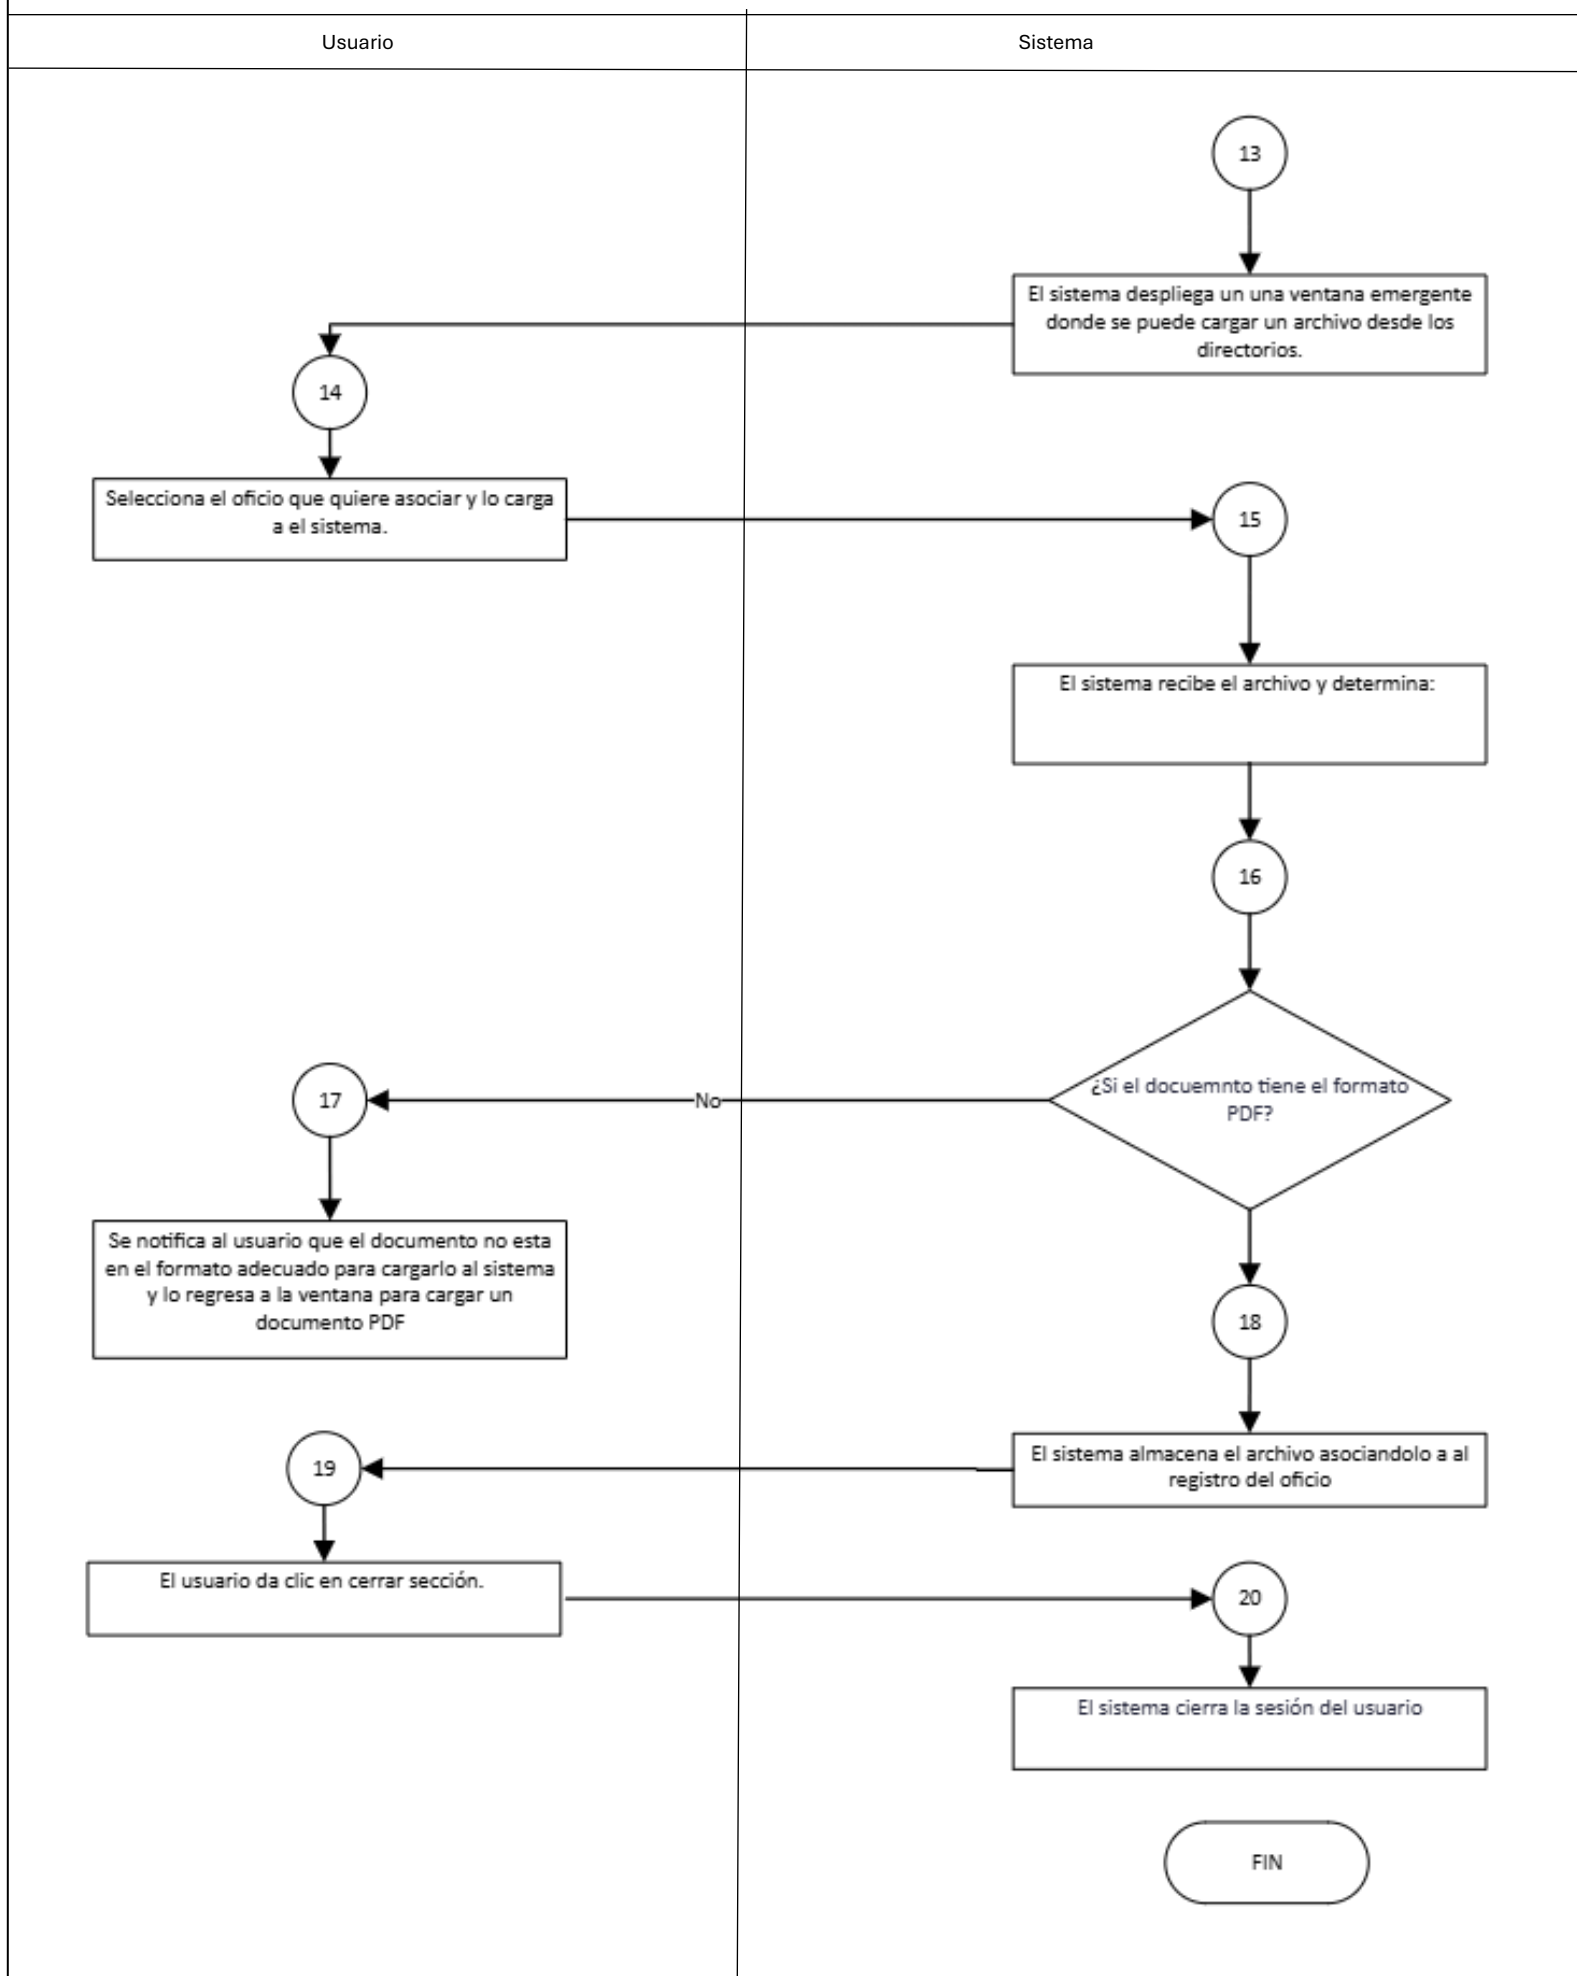 Usuario
Sistema
13
El sistema despliega un una ventana emergente
donde se puede cargar un archivo desde los
directorios.
14
Selecciona el oficio que quiere asociar y lo carga
a el sistema.
15
El sistema recibe el archivo y determina:
16
¿Si el docuemnto tiene el formato
PDF?
No
17
Se notifica al usuario que el documento no esta
en el formato adecuado para cargarlo al sistema
y lo regresa a la ventana para cargar un
documento PDF
18
El sistema almacena el archivo asociandolo a al
registro del oficio
19
El usuario da clic en cerrar sección.
20
El sistema cierra la sesión del usuario
FIN